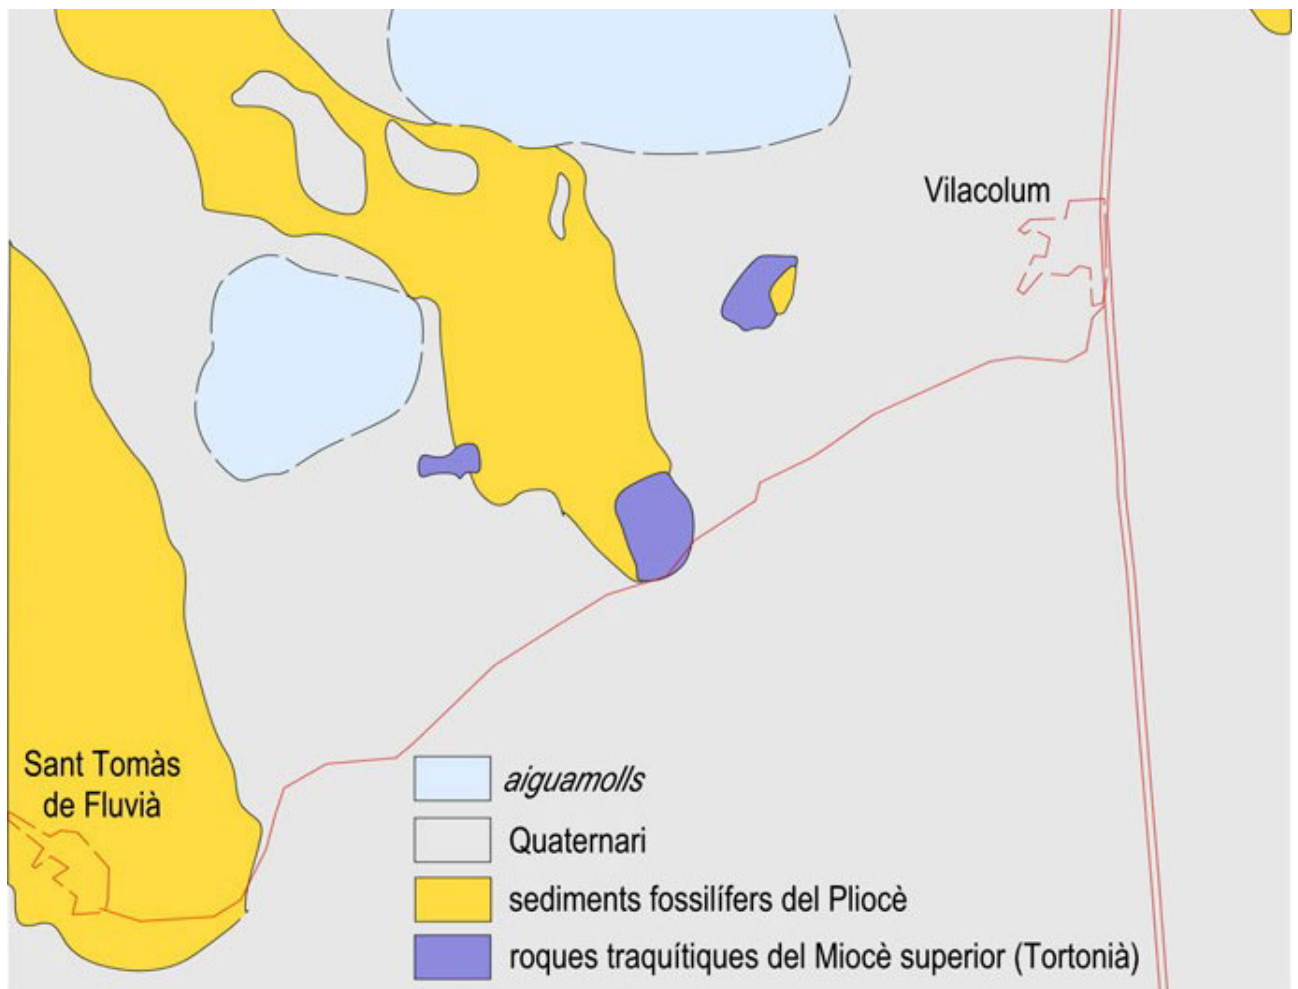 Vilacolum
Sant Tomàs
de Fluvià
aiguamolls
Quaternari
sediments fossilífers del Pliocè
roques traquítiques del Miocè superior (Tortonià)